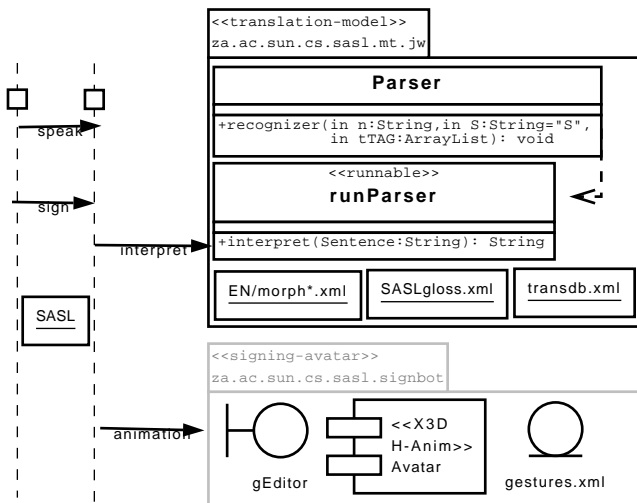 <<translation-model>>
za.ac.sun.cs.sasl.mt.jw
Parser
+recognizer(in n:String,in S:String="S",
in tTAG:ArrayList): void
speak
<<runnable>>
runParser
sign
+interpret(Sentence:String): String
interpret
EN/morph*.xml
SASLgloss.xml
transdb.xml
SASL
<<signing-avatar>>
za.ac.sun.cs.sasl.signbot
animation
<<X3D
H-Anim>>
Avatar
gEditor
gestures.xml